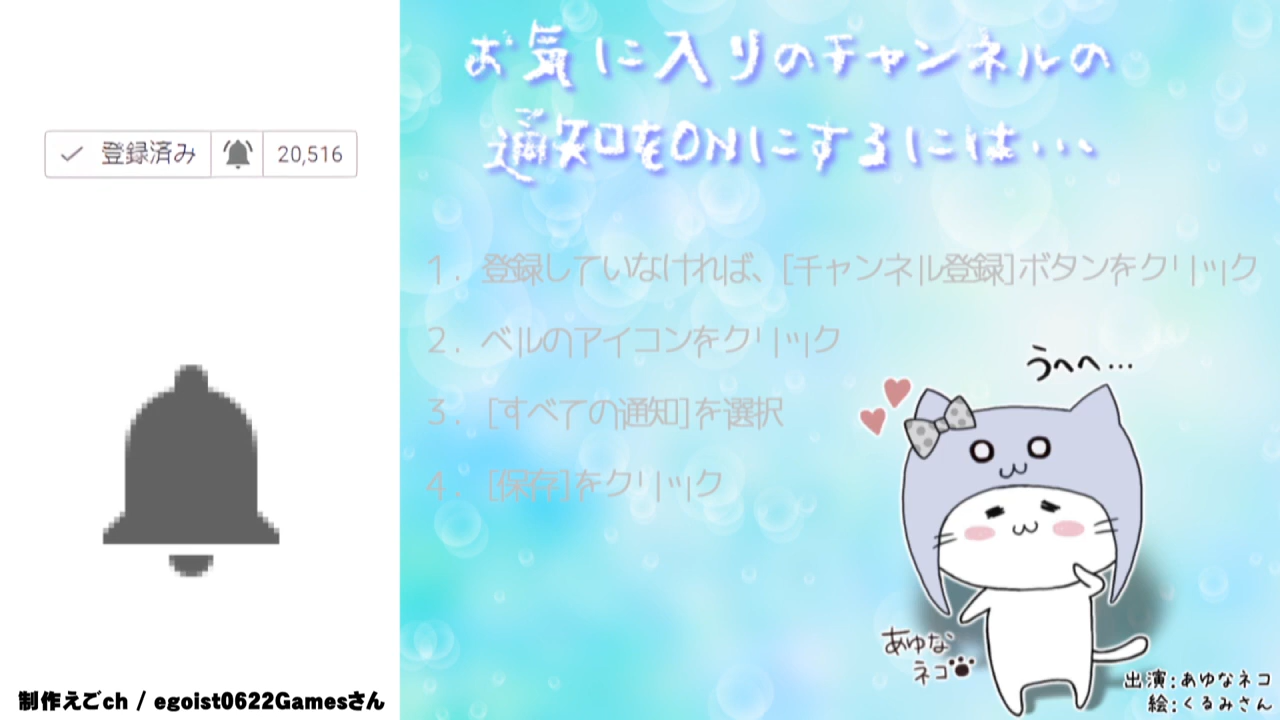 お気に入りのチャンネルの
通知をONにするには・・・
登録済み 20,516
1. 登録していなければ、[チャンネル登録]ボタンをクリック
2. ベルのアイコンをクリック
3. [すべての通知]を選択
4. [保存]をクリック
うへへ…
あゆな
ネコ
出演:あゆなネコ
絵:くるみさん
制作えごch / egoist0622Gamesさん